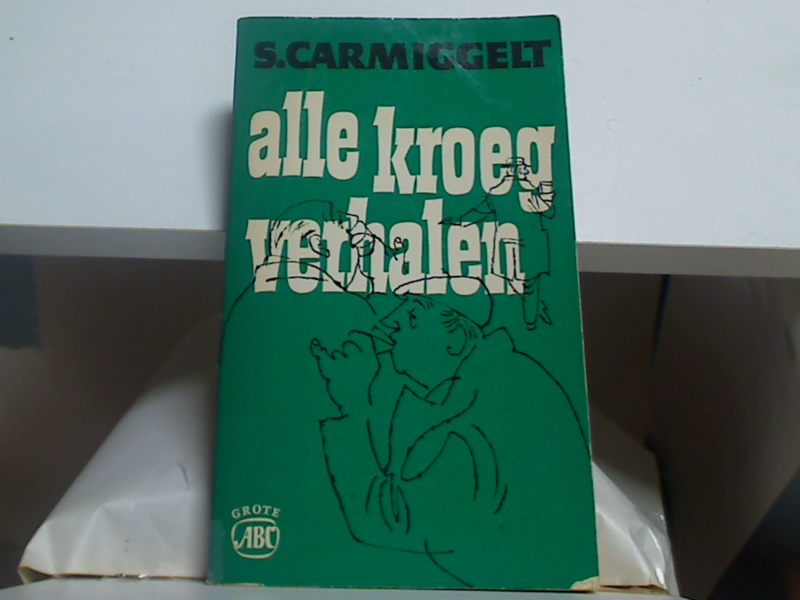 S.CARMIGGELT
alle kroeg
verhalen
GROTE
ABC